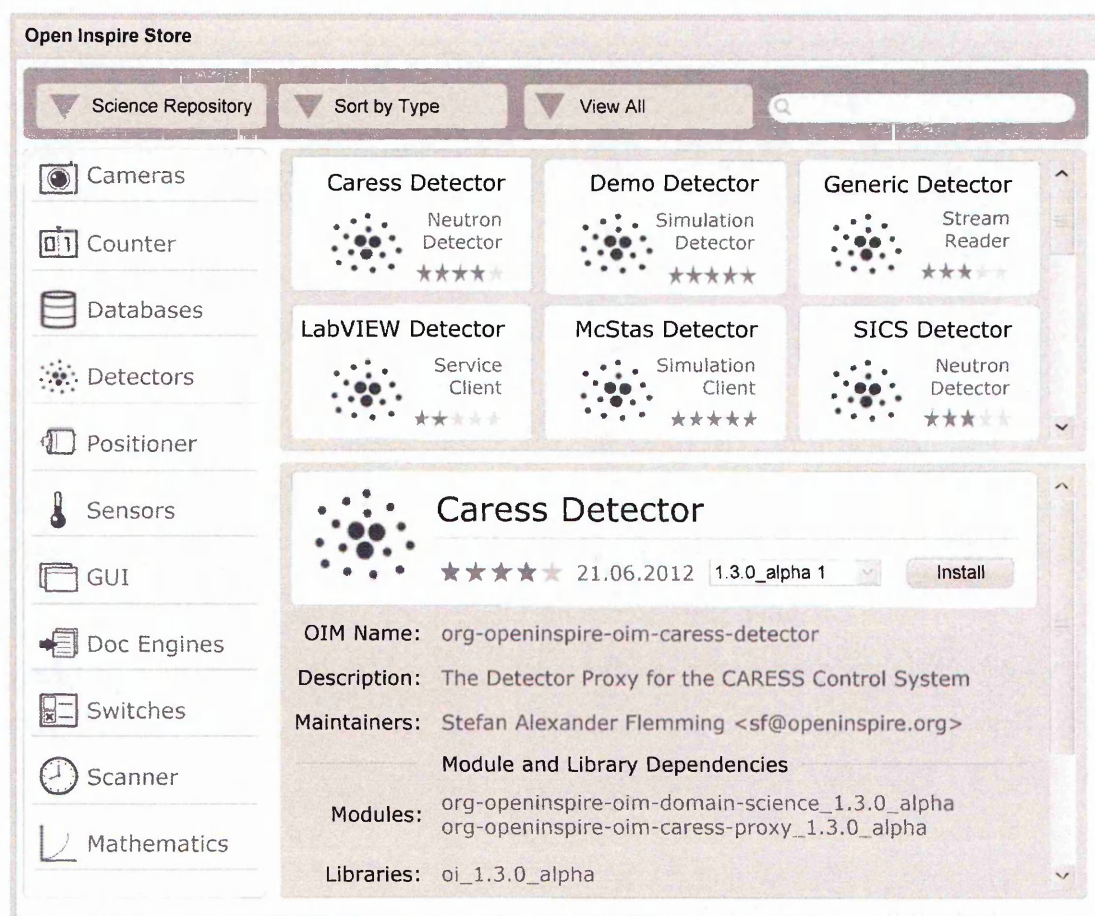 Open Inspire Store
Science Repository
Sort by Type
View All
Cameras
Counter
Databases
Detectors
Positioner
Sensors
GUI
Doc Engines
Switches
Scanner
Mathematics
Caress Detector
Neutron
Detector
Demo Detector
Simulation
Detector
Generic Detector
Stream
Reader
LabVIEW Detector
Service
Client
McStas Detector
Simulation
Client
SICS Detector
Neutron
Detector
Caress Detector
21.06.2012 1.3.0_alpha 1 Install
OIM Name: org-openinspire-oim-caress-detector
Description: The Detector Proxy for the CARESS Control System
Maintainers: Stefan Alexander Flemming <sf@openinspire.org>
Module and Library Dependencies
Modules: org-openinspire-oim-domain-science_1.3.0_alpha
org-openinspire-oim-caress-proxy_1.3.0_alpha
Libraries: oi_1.3.0_alpha